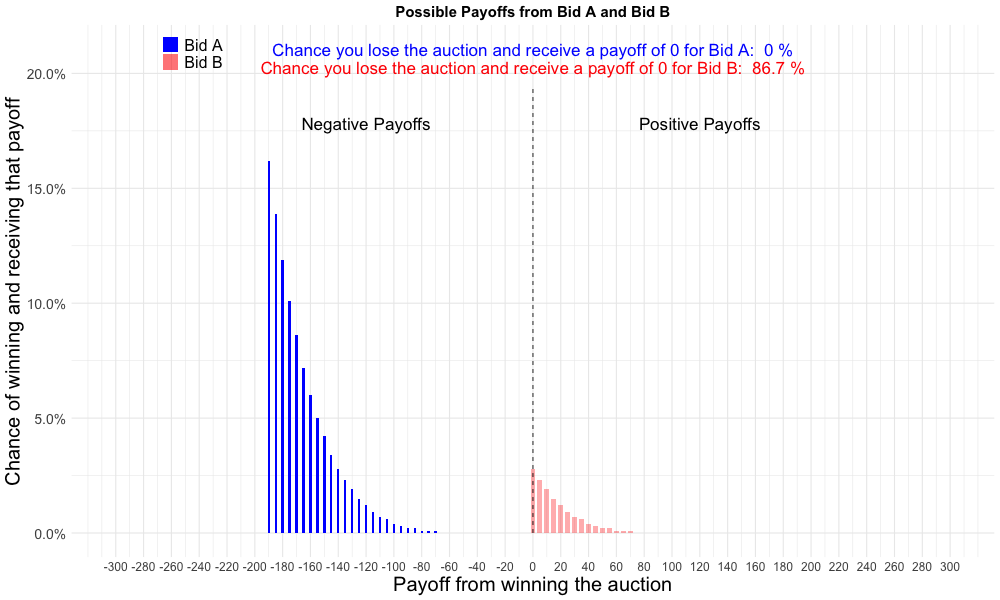 Possible Payoffs from Bid A and Bid B
Bid A
Bid B
Chance you lose the auction and receive a payoff of 0 for Bid A:  0 %
Chance you lose the auction and receive a payoff of 0 for Bid B:  86.7 %
Negative Payoffs
Positive Payoffs
Chance of winning and receiving that payoff
20.0%
15.0%
10.0%
5.0%
0.0%
-300 -280 -260 -240 -220 -200 -180 -160 -140 -120 -100 -80 -60 -40 -20 0 20 40 60 80 100 120 140 160 180 200 220 240 260 280 300
Payoff from winning the auction